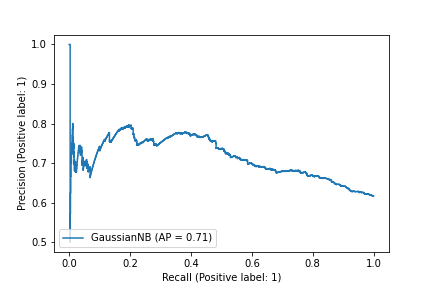 1.0
0.9
0.8
0.7
0.6
0.5
Precision (Positive label: 1)
GaussianNB (AP = 0.71)
0.0 0.2 0.4 0.6 0.8 1.0
Recall (Positive label: 1)